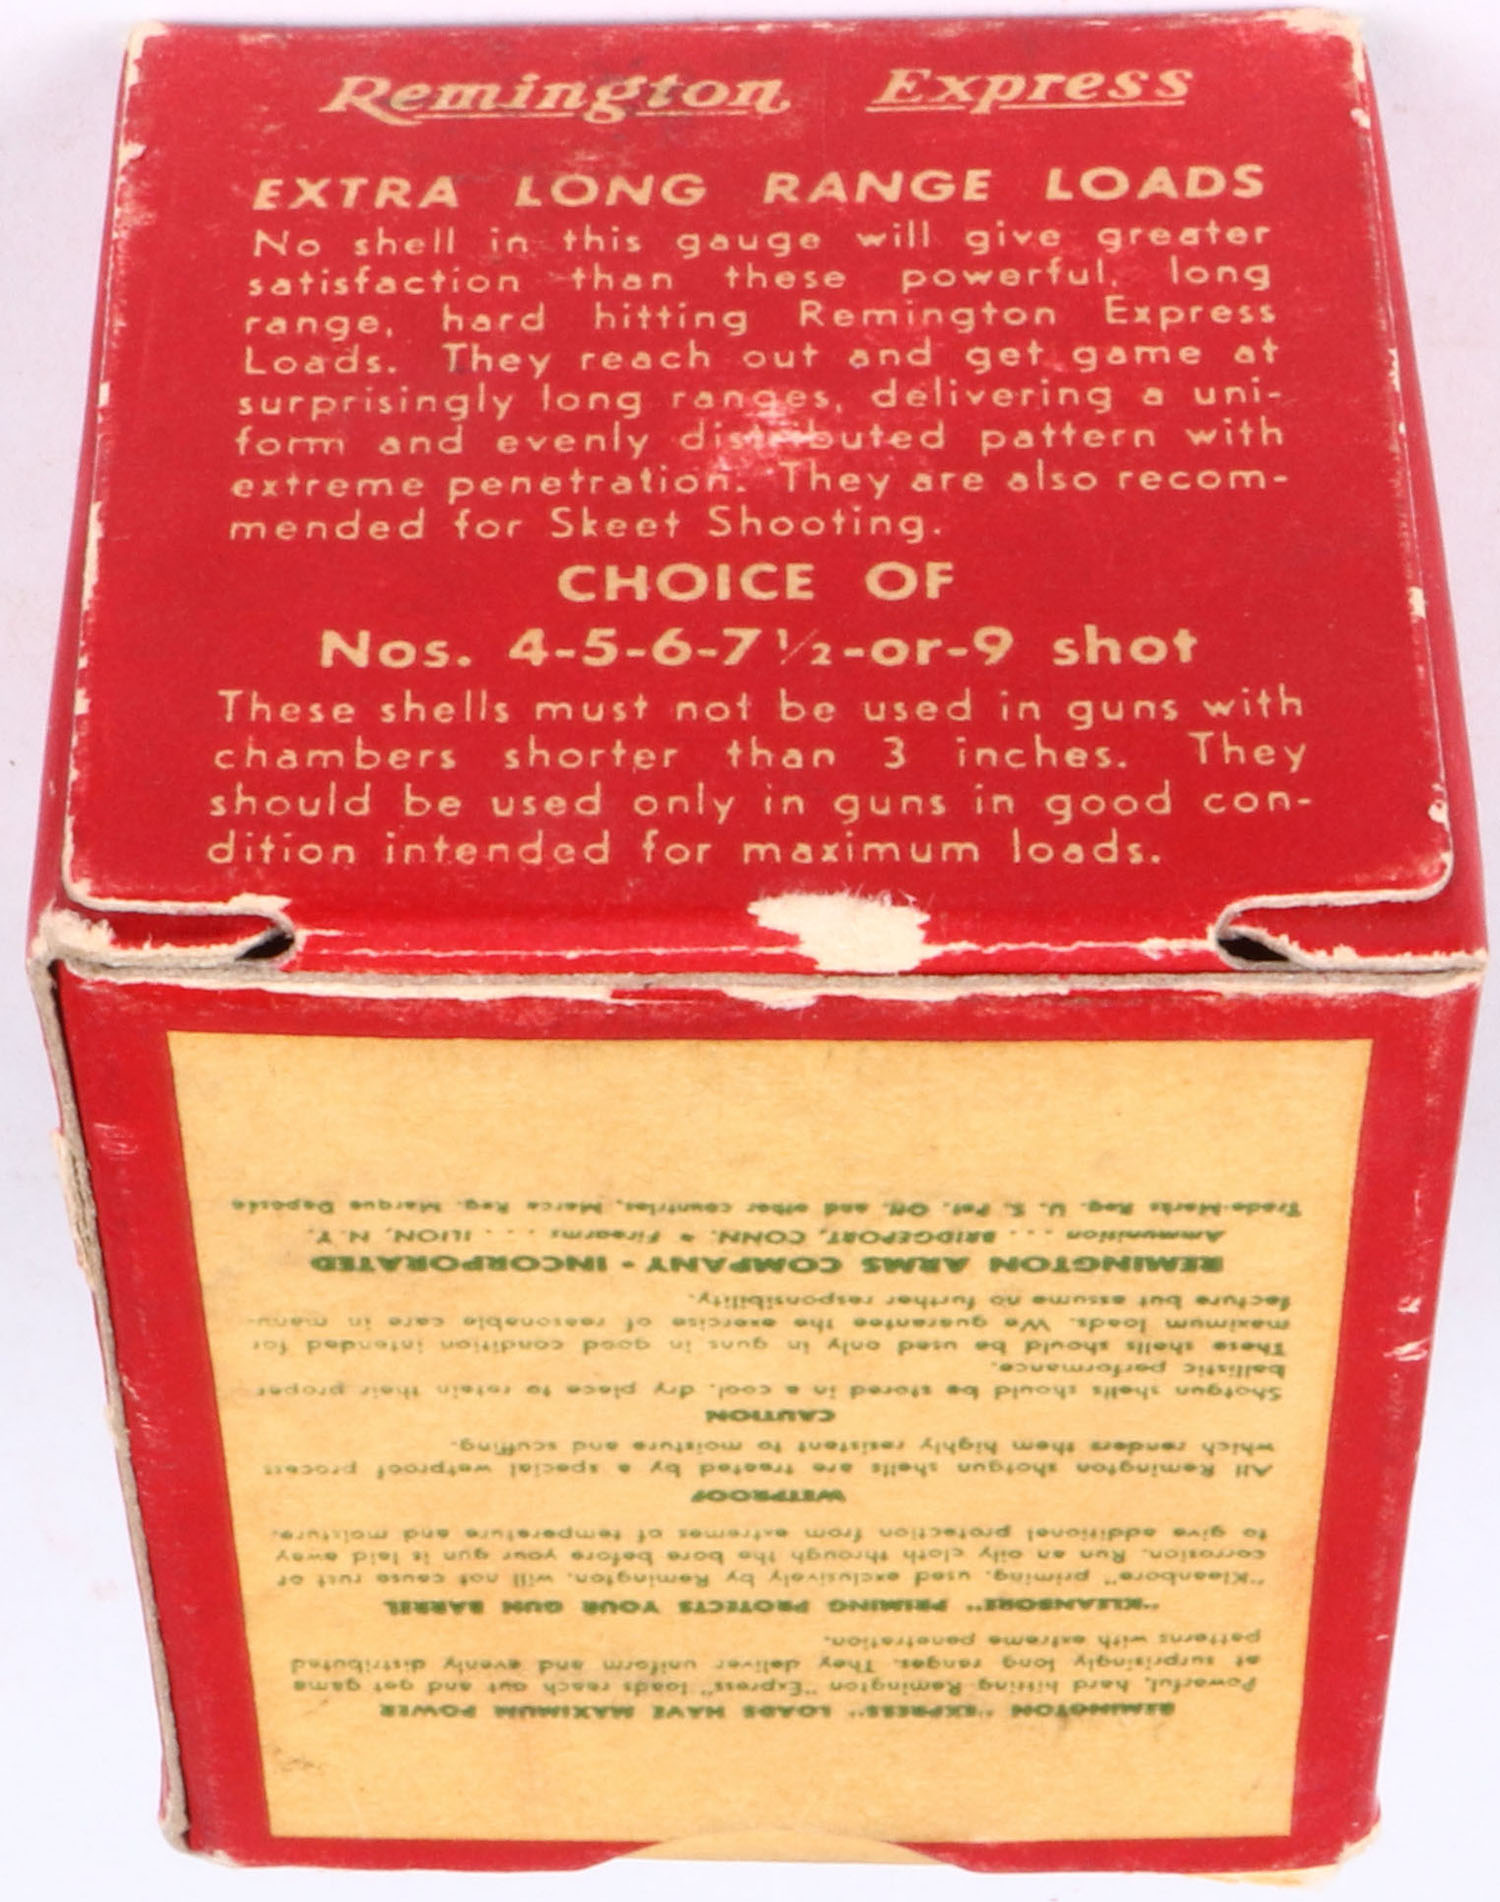 Remington Express
EXTRA LONG RANGE LOADS
No shell in this gauge will give greater
satisfaction than these powerful, long
range, hard hitting Remington Express
Loads. They reach out and get game at
surprisingly long ranges, delivering a uni-
form and evenly distributed pattern with
extreme penetration. They are also recom-
mended for Skeet Shooting.
CHOICE OF
Nos. 4-5-6-7½-or-9 shot
These shells must not be used in guns with
chambers shorter than 3 inches. They
should be used only in guns in good con-
dition intended for maximum loads.
REMINGTON "EXPRESS" LOADS HAVE MAXIMUM POWER
Powerful, hard hitting Remington "Express" loads reach out and get game
at surprisingly long ranges. They deliver uniform and evenly distributed
patterns with extreme penetration.
"KLEANBORE" PRIMING PROTECTS YOUR GUN BARREL
"Kleanbore" priming, used exclusively by Remington, will not cause rust or
corrosion. Run an oily cloth through the bore before your gun is laid away
to give additional protection from extremes of temperature and moisture.
WETPROOF
All Remington shotgun shells are treated by a special wetproof process
which renders them highly resistant to moisture and scuffing.
CAUTION
Shotgun shells should be stored in a cool, dry place to retain their proper
ballistic performance.
These shells should be used only in guns in good condition intended for
maximum loads. We guarantee the exercise of reasonable care in manu-
facture but assume no further responsibility.
REMINGTON ARMS COMPANY · INCORPORATED
Ammunition . . . BRIDGEPORT, CONN. • Firearms . . . ILION, N. Y.
Trade-Marks Reg. U. S. Pat. Off. and other countries, Marca Reg. Marque Deposée